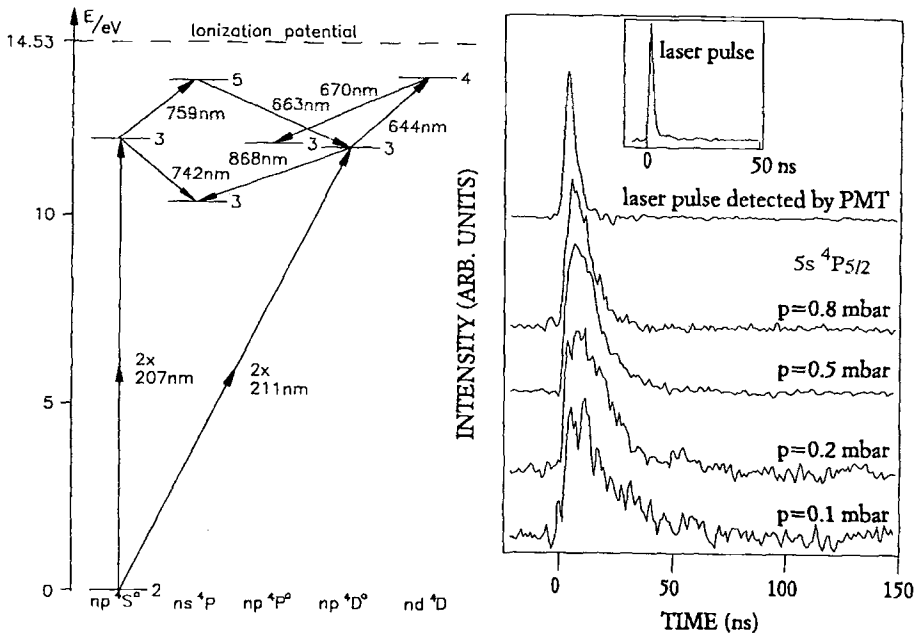 E/eV
14.53
Ionization potential
5
4
759nm
663nm
670nm
644nm
3
3
868nm
3
742nm
3
10
2x
207nm
2x
211nm
5
0
2
np ⁴Sº
ns ⁴P
np ⁴Pº
np ⁴Dº
nd ⁴D
laser pulse
0
50 ns
laser pulse detected by PMT
5s ⁴P5/2
p=0.8 mbar
p=0.5 mbar
p=0.2 mbar
p=0.1 mbar
INTENSITY (ARB. UNITS)
0
50
100
150
TIME (ns)